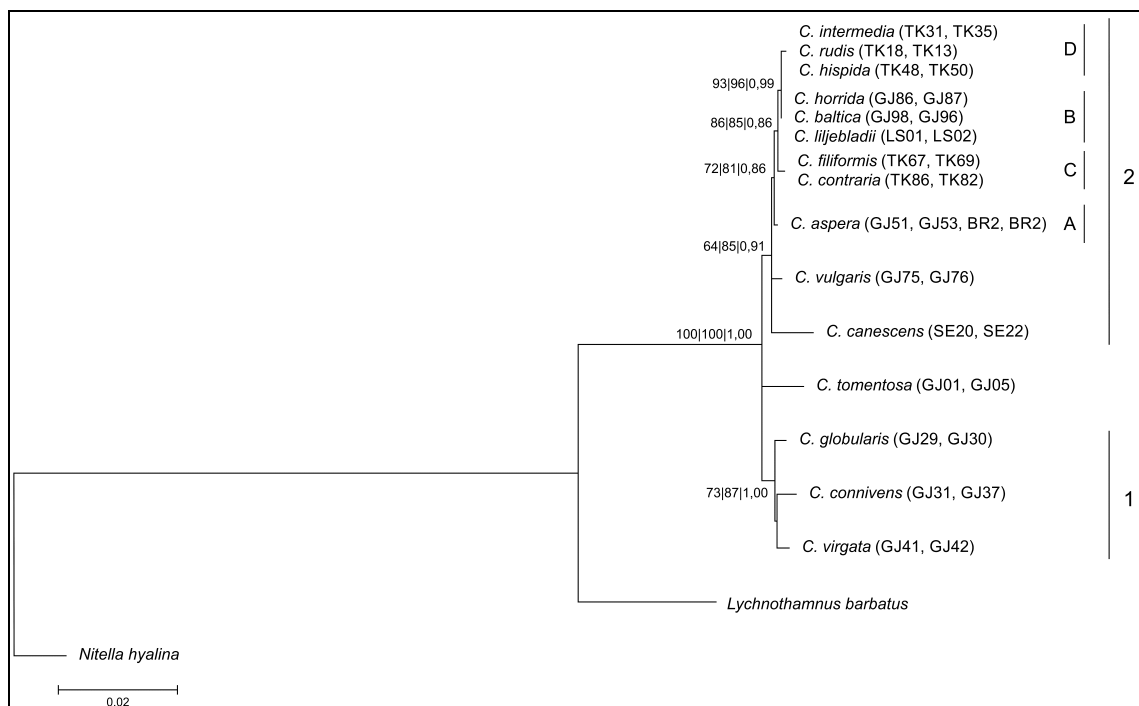 C. intermedia (TK31, TK35)
C. rudis (TK18, TK13)
D
C. hispida (TK48, TK50)
93|96|0,99
C. horrida (GJ86, GJ87)
C. baltica (GJ98, GJ96)
B
86|85|0,86
C. liljebladii (LS01, LS02)
C. filiformis (TK67, TK69)
72|81|0,86
C
C. contraria (TK86, TK82)
2
C. aspera (GJ51, GJ53, BR2, BR2)
A
64|85|0,91
C. vulgaris (GJ75, GJ76)
C. canescens (SE20, SE22)
100|100|1,00
C. tomentosa (GJ01, GJ05)
C. globularis (GJ29, GJ30)
73|87|1,00
C. connivens (GJ31, GJ37)
1
C. virgata (GJ41, GJ42)
Lychnothamnus barbatus
Nitella hyalina
0.02